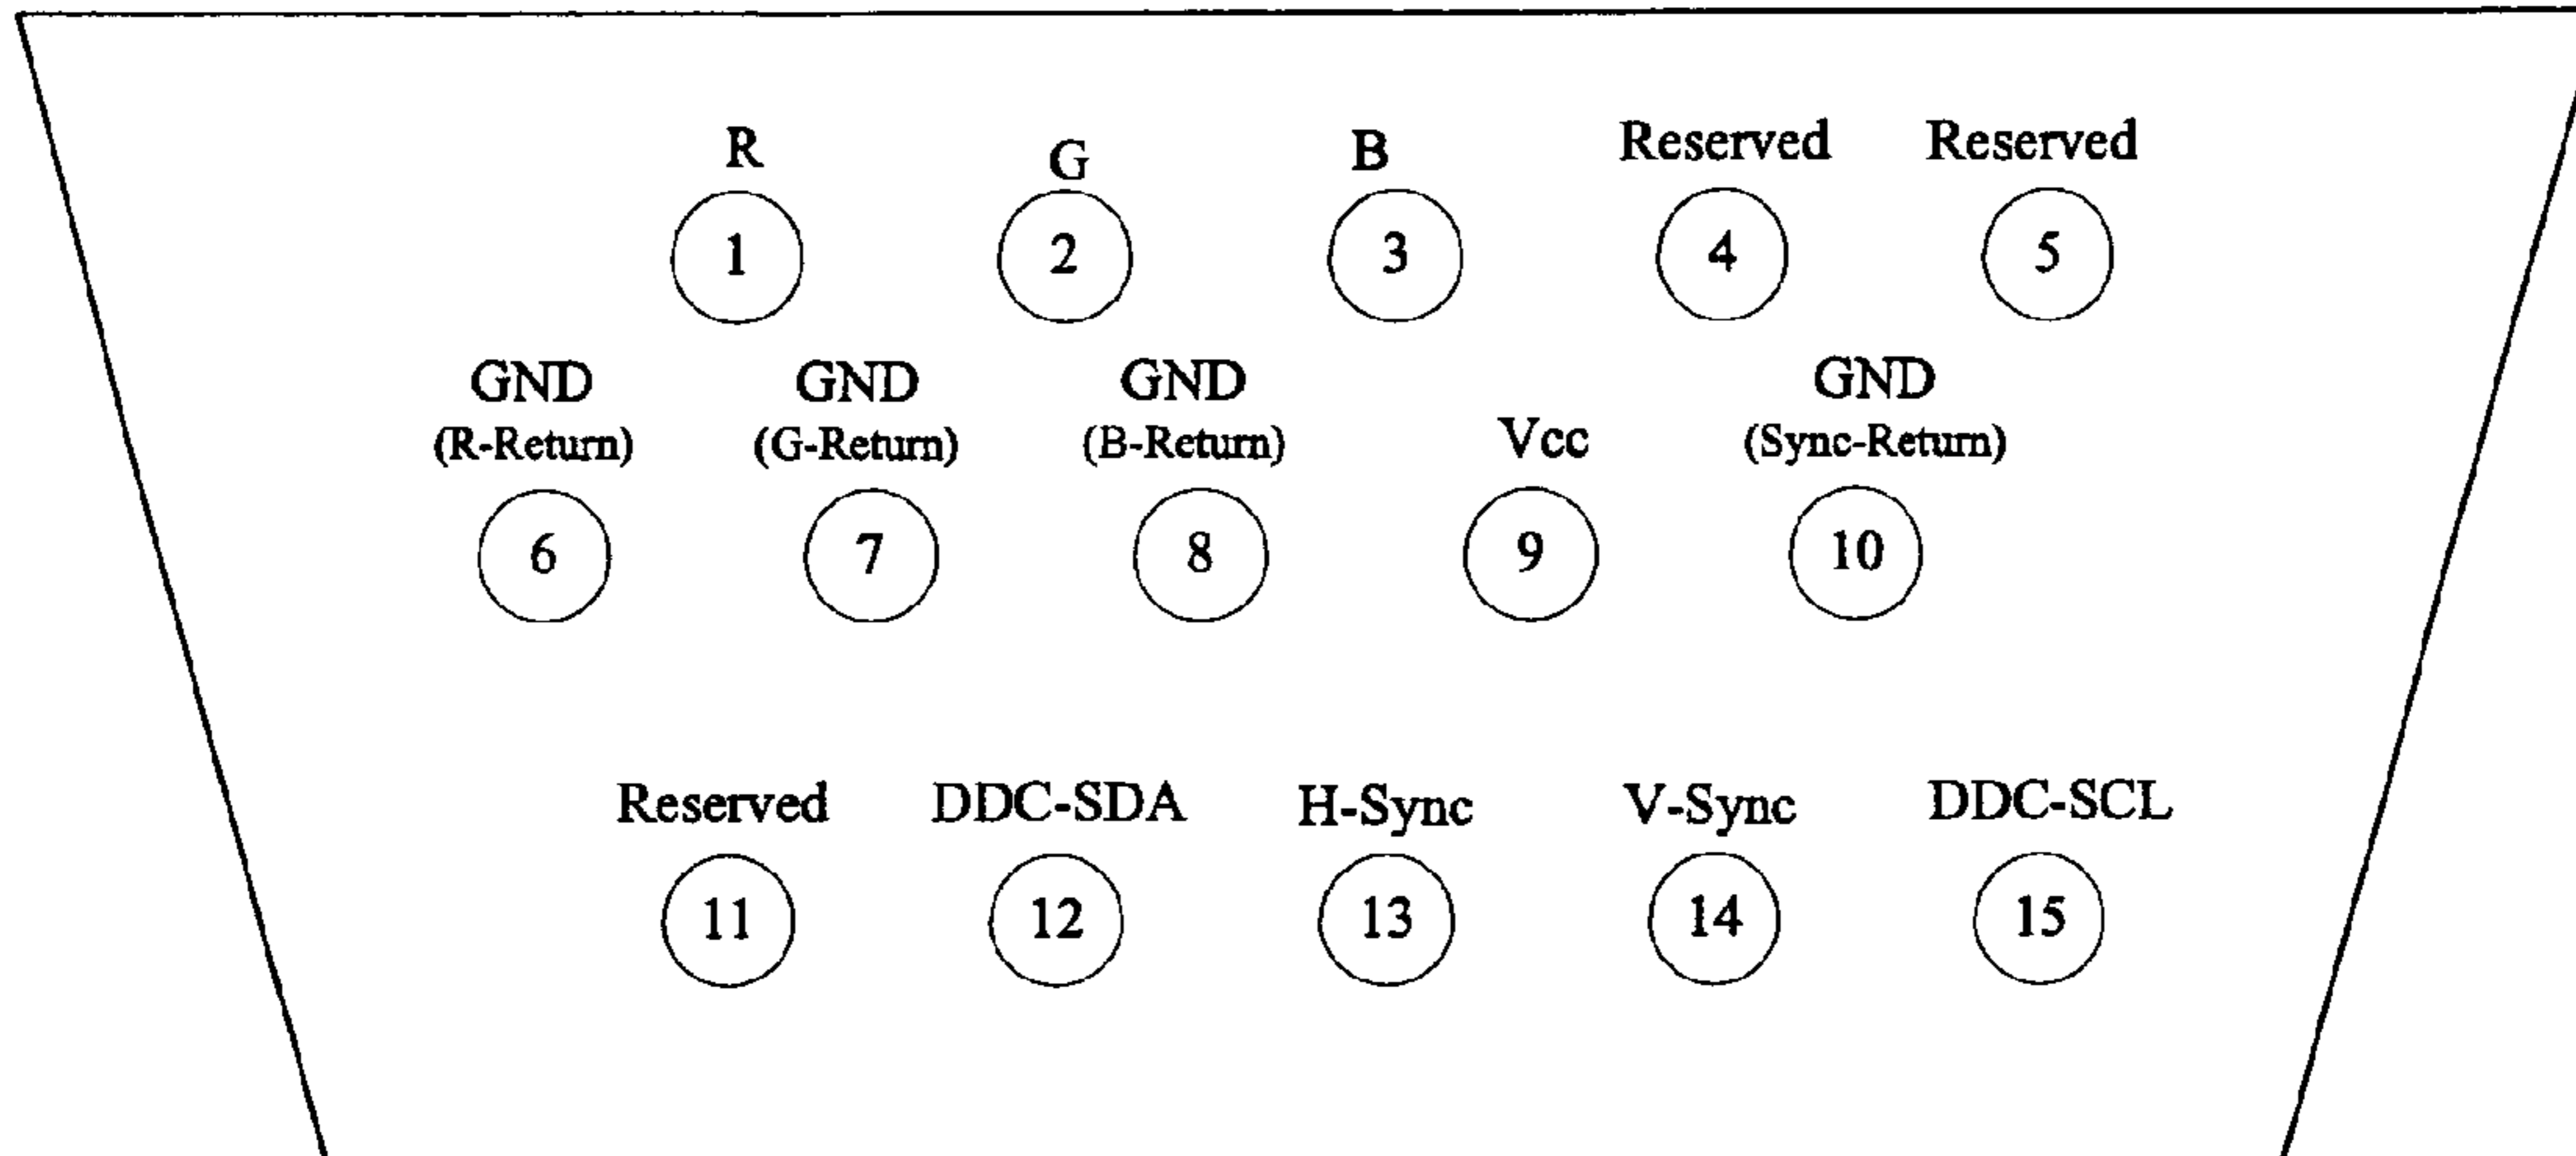 R G B Reserved Reserved
1 2 3 4 5
GND GND GND GND
(R-Return) (G-Return) (B-Return) Vcc (Sync-Return)
6 7 8 9 10
Reserved DDC-SDA H-Sync V-Sync DDC-SCL
11 12 13 14 15